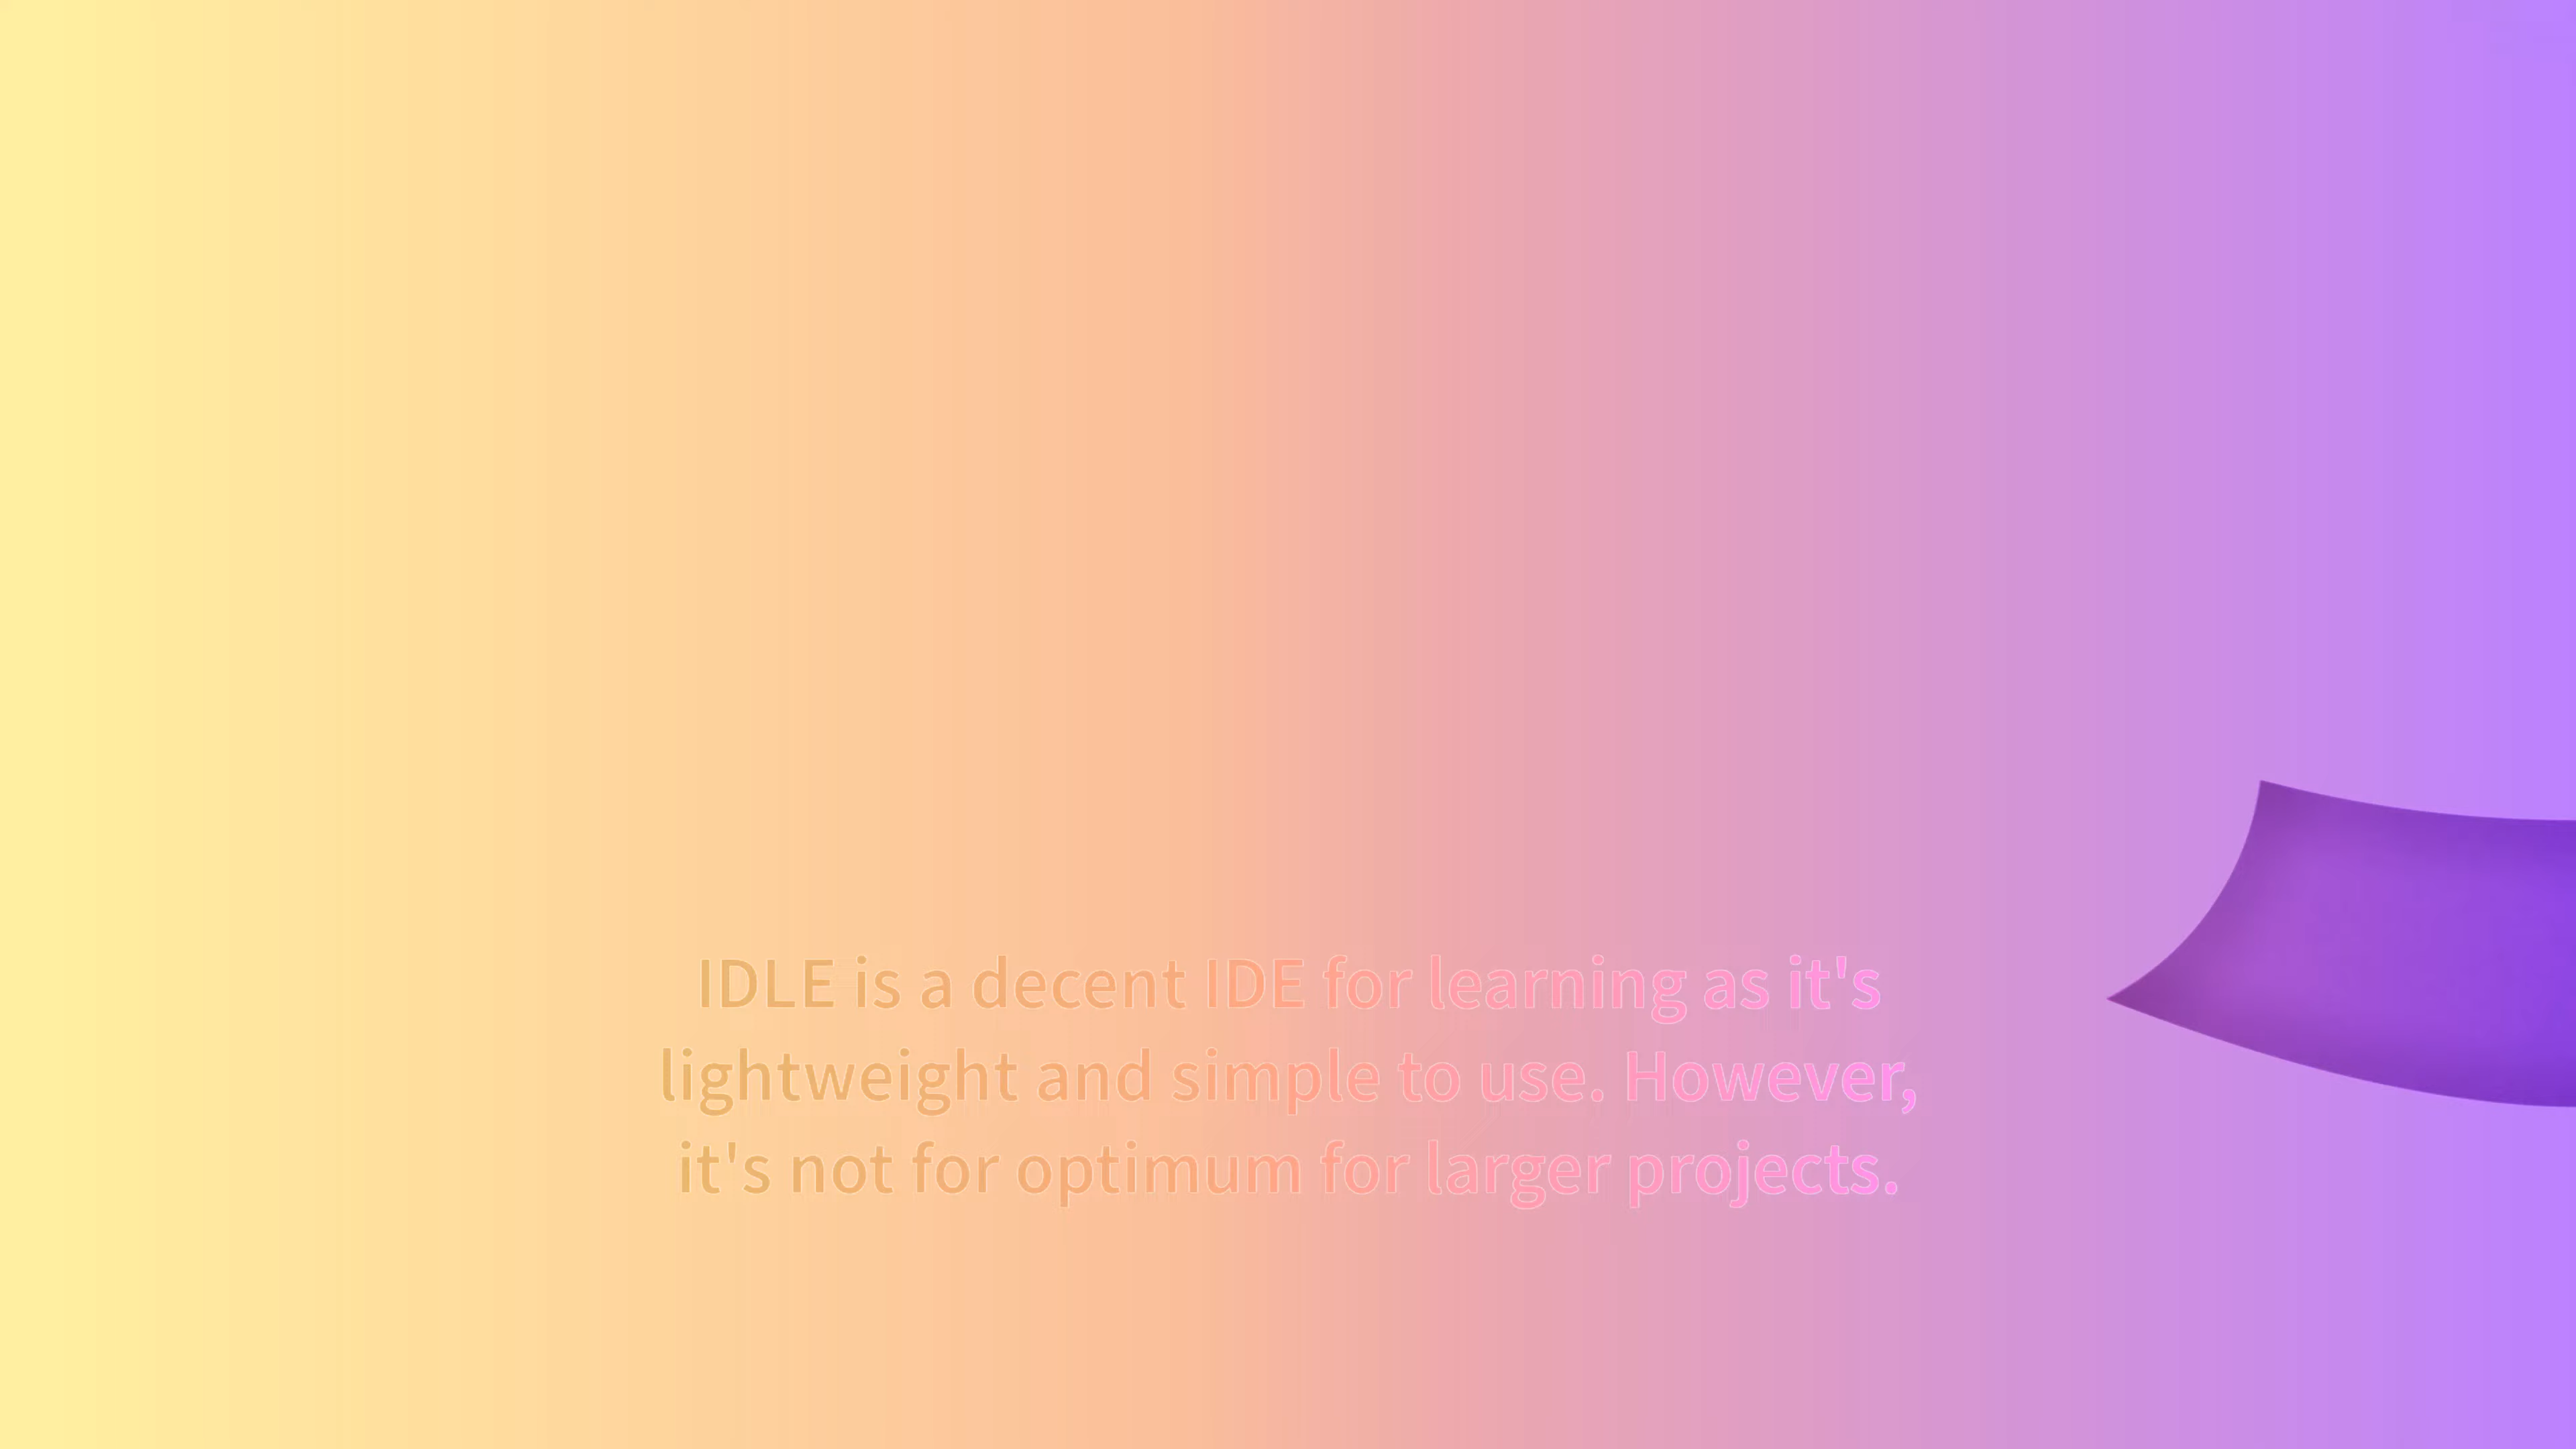 IDLE is a decent IDE for learning as it's
lightweight and simple to use. However,
it's not for optimum for larger projects.